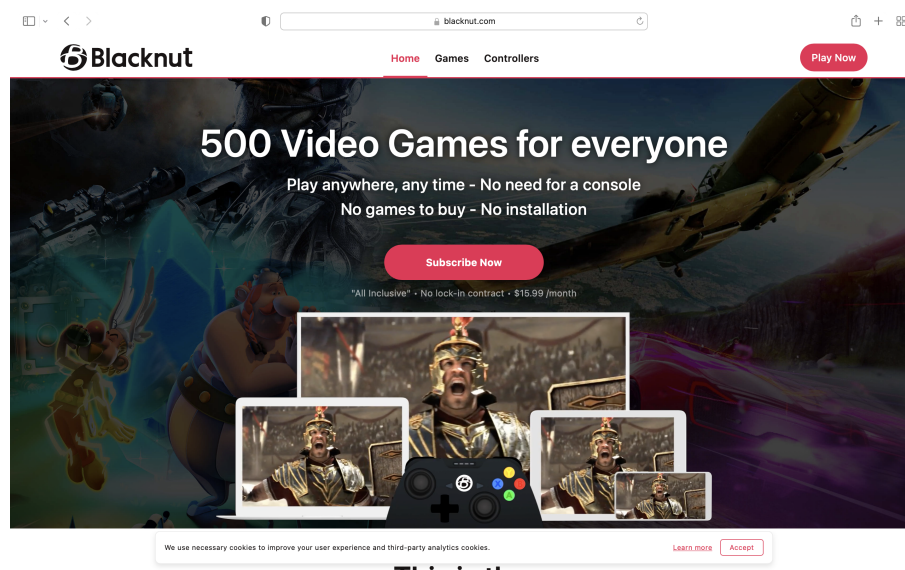 blacknut.com
Blacknut
Home Games Controllers
Play Now
500 Video Games for everyone
Play anywhere, any time - No need for a console
No games to buy - No installation
Subscribe Now
"All Inclusive" • No lock-in contract • $15.99 /month
X Y A
We use necessary cookies to improve your user experience and third-party analytics cookies.
Learn more Accept